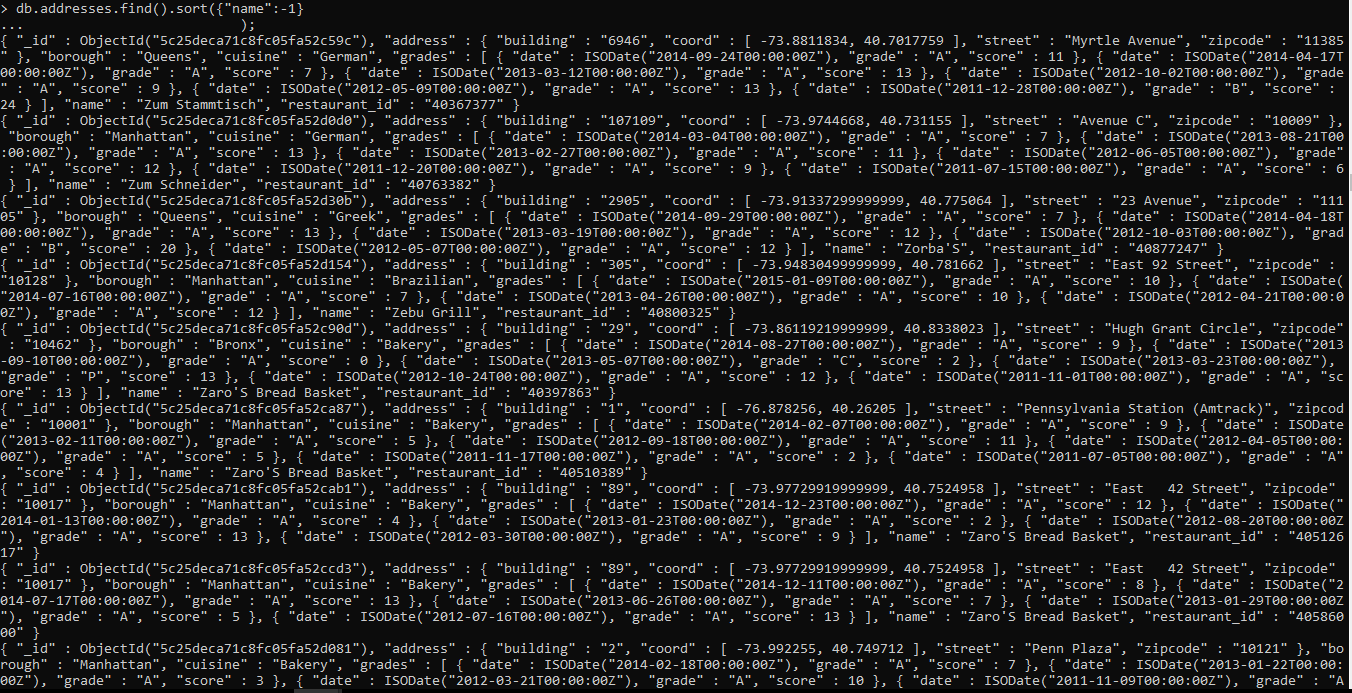 > db.addresses.find().sort({"name":-1}
...                            );
{ "_id" : ObjectId("5c25deca71c8fc05fa52c59c"), "address" : { "building" : "6946", "coord" : [ -73.8811834, 40.7017759 ], "street" : "Myrtle Avenue", "zipcode" : "11385
" }, "borough" : "Queens", "cuisine" : "German", "grades" : [ { "date" : ISODate("2014-09-24T00:00:00Z"), "grade" : "A", "score" : 11 }, { "date" : ISODate("2014-04-17T
00:00:00Z"), "grade" : "A", "score" : 7 }, { "date" : ISODate("2013-03-12T00:00:00Z"), "grade" : "A", "score" : 13 }, { "date" : ISODate("2012-10-02T00:00:00Z"), "grade
" : "A", "score" : 9 }, { "date" : ISODate("2012-05-09T00:00:00Z"), "grade" : "A", "score" : 13 }, { "date" : ISODate("2011-12-28T00:00:00Z"), "grade" : "B", "score" :
24 } ], "name" : "Zum Stammtisch", "restaurant_id" : "40367377" }
{ "_id" : ObjectId("5c25deca71c8fc05fa52d0d0"), "address" : { "building" : "107109", "coord" : [ -73.9744668, 40.731155 ], "street" : "Avenue C", "zipcode" : "10009" },
 "borough" : "Manhattan", "cuisine" : "German", "grades" : [ { "date" : ISODate("2014-03-04T00:00:00Z"), "grade" : "A", "score" : 7 }, { "date" : ISODate("2013-08-21T00
:00:00Z"), "grade" : "A", "score" : 13 }, { "date" : ISODate("2013-02-27T00:00:00Z"), "grade" : "A", "score" : 11 }, { "date" : ISODate("2012-06-05T00:00:00Z"), "grade"
 : "A", "score" : 12 }, { "date" : ISODate("2011-12-20T00:00:00Z"), "grade" : "A", "score" : 9 }, { "date" : ISODate("2011-07-15T00:00:00Z"), "grade" : "A", "score" : 6
 } ], "name" : "Zum Schneider", "restaurant_id" : "40763382" }
{ "_id" : ObjectId("5c25deca71c8fc05fa52d30b"), "address" : { "building" : "2905", "coord" : [ -73.91337299999999, 40.775064 ], "street" : "23 Avenue", "zipcode" : "111
05" }, "borough" : "Queens", "cuisine" : "Greek", "grades" : [ { "date" : ISODate("2014-09-29T00:00:00Z"), "grade" : "A", "score" : 7 }, { "date" : ISODate("2014-04-18T
00:00:00Z"), "grade" : "A", "score" : 13 }, { "date" : ISODate("2013-03-19T00:00:00Z"), "grade" : "A", "score" : 12 }, { "date" : ISODate("2012-10-03T00:00:00Z"), "grad
e" : "B", "score" : 20 }, { "date" : ISODate("2012-05-07T00:00:00Z"), "grade" : "A", "score" : 12 } ], "name" : "Zorba'S", "restaurant_id" : "40877247" }
{ "_id" : ObjectId("5c25deca71c8fc05fa52d154"), "address" : { "building" : "305", "coord" : [ -73.94830499999999, 40.781662 ], "street" : "East 92 Street", "zipcode" :
"10128" }, "borough" : "Manhattan", "cuisine" : "Brazilian", "grades" : [ { "date" : ISODate("2015-01-09T00:00:00Z"), "grade" : "A", "score" : 10 }, { "date" : ISODate(
"2014-07-16T00:00:00Z"), "grade" : "A", "score" : 7 }, { "date" : ISODate("2013-04-26T00:00:00Z"), "grade" : "A", "score" : 10 }, { "date" : ISODate("2012-04-21T00:00:0
0Z"), "grade" : "A", "score" : 12 } ], "name" : "Zebu Grill", "restaurant_id" : "40800325" }
{ "_id" : ObjectId("5c25deca71c8fc05fa52c90d"), "address" : { "building" : "29", "coord" : [ -73.86119219999999, 40.8338023 ], "street" : "Hugh Grant Circle", "zipcode"
 : "10462" }, "borough" : "Bronx", "cuisine" : "Bakery", "grades" : [ { "date" : ISODate("2014-08-27T00:00:00Z"), "grade" : "A", "score" : 9 }, { "date" : ISODate("2013
-09-10T00:00:00Z"), "grade" : "A", "score" : 0 }, { "date" : ISODate("2013-05-07T00:00:00Z"), "grade" : "C", "score" : 2 }, { "date" : ISODate("2013-03-23T00:00:00Z"),
"grade" : "P", "score" : 13 }, { "date" : ISODate("2012-10-24T00:00:00Z"), "grade" : "A", "score" : 12 }, { "date" : ISODate("2011-11-01T00:00:00Z"), "grade" : "A", "sc
ore" : 13 } ], "name" : "Zaro'S Bread Basket", "restaurant_id" : "40397863" }
{ "_id" : ObjectId("5c25deca71c8fc05fa52ca87"), "address" : { "building" : "1", "coord" : [ -76.878256, 40.26205 ], "street" : "Pennsylvania Station (Amtrack)", "zipcod
e" : "10001" }, "borough" : "Manhattan", "cuisine" : "Bakery", "grades" : [ { "date" : ISODate("2014-02-07T00:00:00Z"), "grade" : "A", "score" : 9 }, { "date" : ISODate
("2013-02-11T00:00:00Z"), "grade" : "A", "score" : 5 }, { "date" : ISODate("2012-09-18T00:00:00Z"), "grade" : "A", "score" : 11 }, { "date" : ISODate("2012-04-05T00:00:
00Z"), "grade" : "A", "score" : 5 }, { "date" : ISODate("2011-11-17T00:00:00Z"), "grade" : "A", "score" : 2 }, { "date" : ISODate("2011-07-05T00:00:00Z"), "grade" : "A"
, "score" : 4 } ], "name" : "Zaro'S Bread Basket", "restaurant_id" : "40510389" }
{ "_id" : ObjectId("5c25deca71c8fc05fa52cab1"), "address" : { "building" : "89", "coord" : [ -73.97729919999999, 40.7524958 ], "street" : "East   42 Street", "zipcode"
: "10017" }, "borough" : "Manhattan", "cuisine" : "Bakery", "grades" : [ { "date" : ISODate("2014-12-23T00:00:00Z"), "grade" : "A", "score" : 12 }, { "date" : ISODate("
2014-01-13T00:00:00Z"), "grade" : "A", "score" : 4 }, { "date" : ISODate("2013-01-23T00:00:00Z"), "grade" : "A", "score" : 2 }, { "date" : ISODate("2012-08-20T00:00:00Z
"), "grade" : "A", "score" : 13 }, { "date" : ISODate("2012-03-30T00:00:00Z"), "grade" : "A", "score" : 9 } ], "name" : "Zaro'S Bread Basket", "restaurant_id" : "405126
17" }
{ "_id" : ObjectId("5c25deca71c8fc05fa52ccd3"), "address" : { "building" : "89", "coord" : [ -73.97729919999999, 40.7524958 ], "street" : "East   42 Street", "zipcode"
: "10017" }, "borough" : "Manhattan", "cuisine" : "Bakery", "grades" : [ { "date" : ISODate("2014-12-11T00:00:00Z"), "grade" : "A", "score" : 8 }, { "date" : ISODate("2
014-07-17T00:00:00Z"), "grade" : "A", "score" : 13 }, { "date" : ISODate("2013-06-26T00:00:00Z"), "grade" : "A", "score" : 7 }, { "date" : ISODate("2013-01-29T00:00:00Z
"), "grade" : "A", "score" : 5 }, { "date" : ISODate("2012-07-16T00:00:00Z"), "grade" : "A", "score" : 13 } ], "name" : "Zaro'S Bread Basket", "restaurant_id" : "405860
00" }
{ "_id" : ObjectId("5c25deca71c8fc05fa52d081"), "address" : { "building" : "2", "coord" : [ -73.992255, 40.749712 ], "street" : "Penn Plaza", "zipcode" : "10121" }, "bo
rough" : "Manhattan", "cuisine" : "Bakery", "grades" : [ { "date" : ISODate("2014-02-18T00:00:00Z"), "grade" : "A", "score" : 7 }, { "date" : ISODate("2013-01-22T00:00:
00Z"), "grade" : "A", "score" : 3 }, { "date" : ISODate("2012-03-21T00:00:00Z"), "grade" : "A", "score" : 10 }, { "date" : ISODate("2011-11-09T00:00:00Z"), "grade" : "A